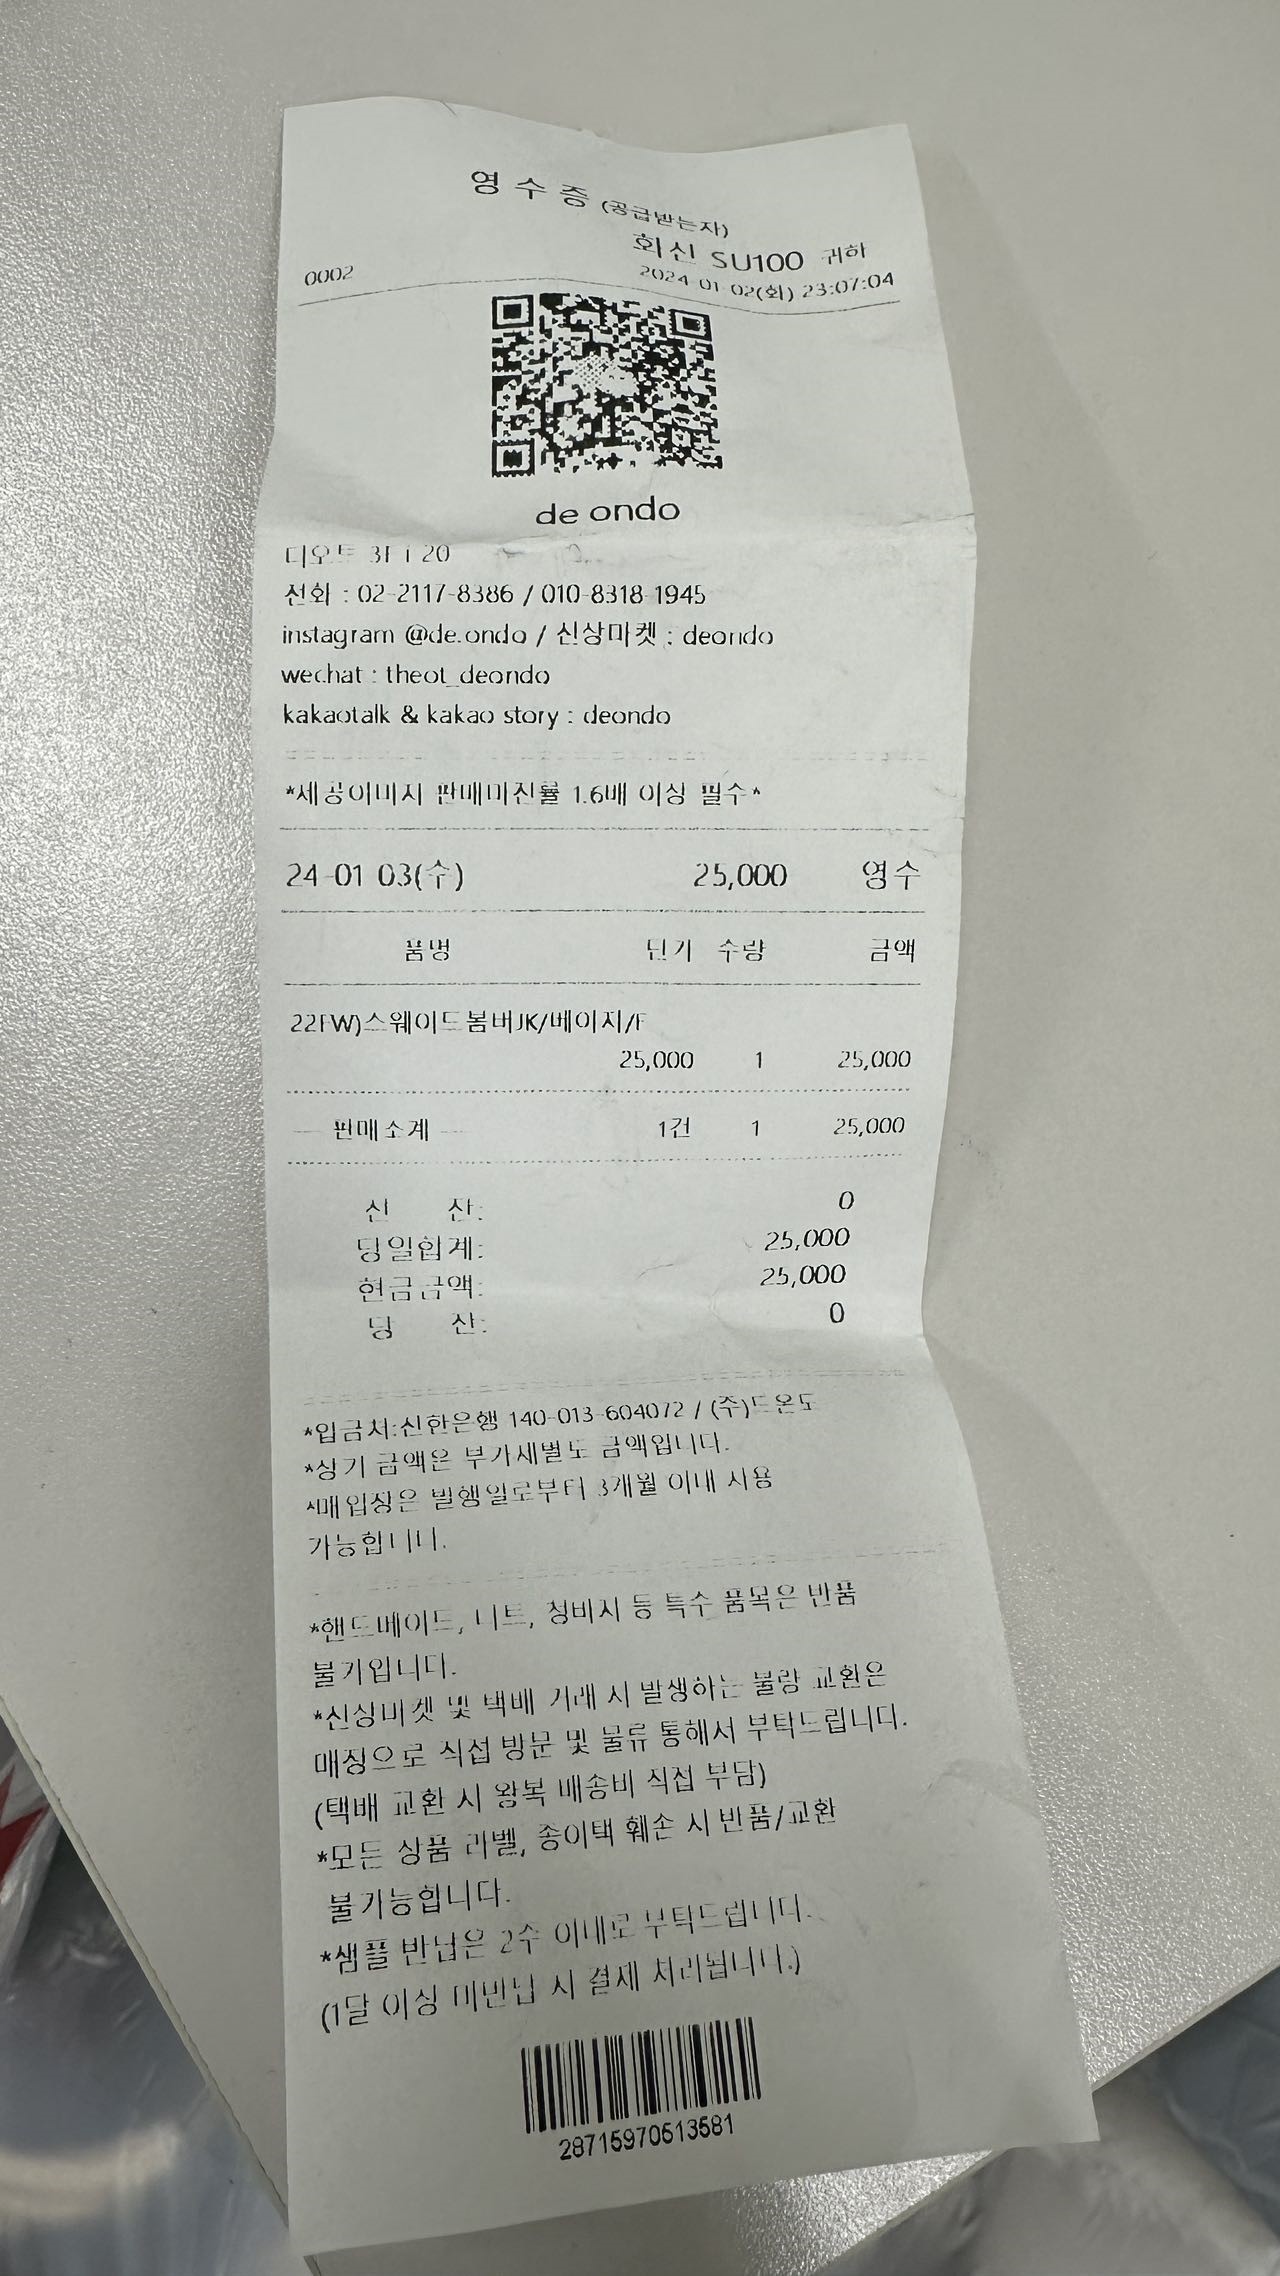 영 수 증 (공급받는자)
회신 SU100 귀하
0002
2024-01-02(화) 23:07:04
de ondo
디오트 3F I 20
전화 : 02-2117-8386 / 010-8318-1945
instagram @de.ondo / 신상마켓 : deondo
wechat : theot_deondo
kakaotalk & kakao story : deondo
*제공이미지 판매마진률 1.6배 이상 필수*
24-01-03(수) 25,000 영수
품명 단가 수량 금액
22FW)스웨이드봄버JK/베이지/F
25,000 1 25,000
판매소계 1건 1 25,000
전 잔: 0
당일합계: 25,000
현금금액: 25,000
당 잔: 0
*입금처:신한은행 140-013-604072 / (주)드온도
*상기 금액은 부가세별도 금액입니다.
*매입장은 발행일로부터 3개월 이내 사용
가능합니다.
*핸드메이드, 니트, 청바지 등 특수 품목은 반품
불가입니다.
*신상마켓 및 택배 거래 시 발생하는 불량 교환은
매장으로 직접 방문 및 물류 통해서 부탁드립니다.
(택배 교환 시 왕복 배송비 직접 부담)
*모든 상품 라벨, 종이택 훼손 시 반품/교환
불가능합니다.
*샘플 반납은 2주 이내로 부탁드립니다.
(1달 이상 미반납 시 결제 처리됩니다.)
28715970513581